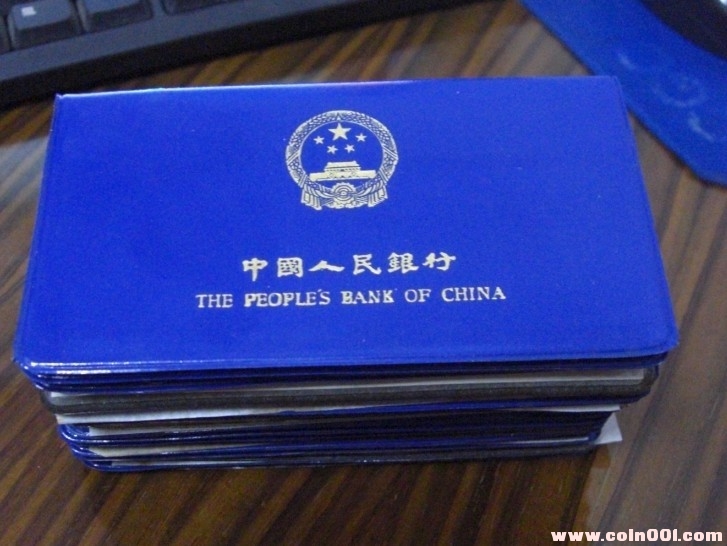 中國人民銀行
THE PEOPLE'S BANK OF CHINA
www.coin001.com